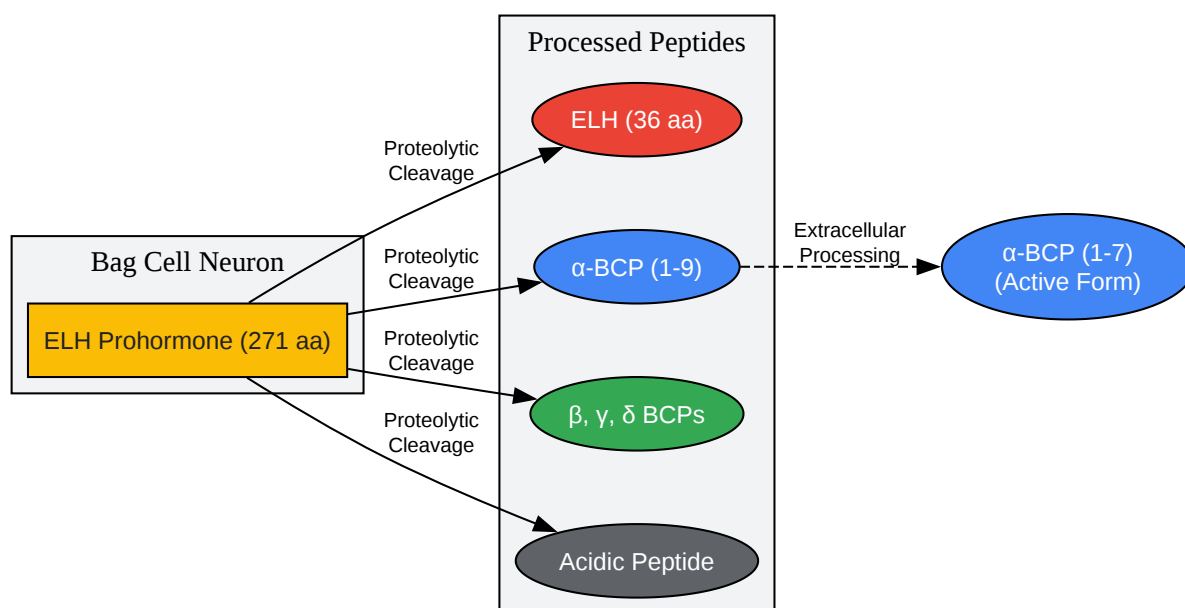 Processed Peptides
ELH (36 aa)
Proteolytic
Cleavage
Bag Cell Neuron
ELH Prohormone (271 aa)
Proteolytic
Cleavage
α-BCP (1-9)
Extracellular
Processing
α-BCP (1-7)
(Active Form)
Proteolytic
Cleavage
β, γ, δ BCPs
Proteolytic
Cleavage
Acidic Peptide